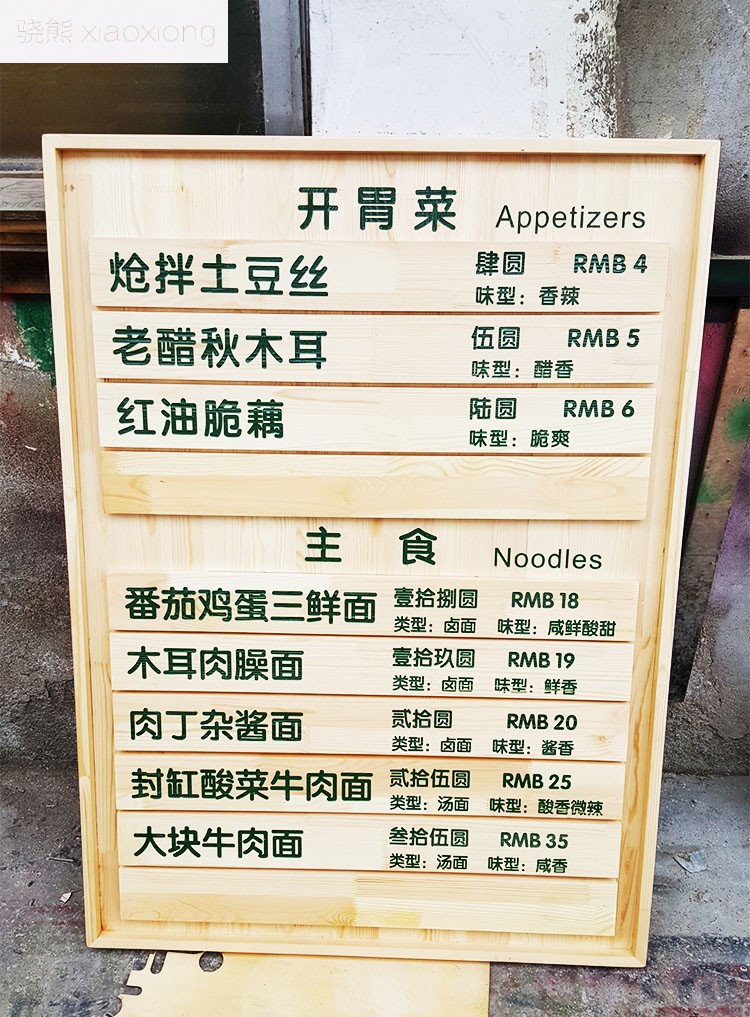 骁熊 xiaoxiong
开胃菜 Appetizers
炝拌土豆丝 肆圆 RMB 4
味型：香辣
老醋秋木耳 伍圆 RMB 5
味型：醋香
红油脆藕 陆圆 RMB 6
味型：脆爽
主食 Noodles
番茄鸡蛋三鲜面 壹拾捌圆 RMB 18
类型：卤面 味型：咸鲜酸甜
木耳肉臊面 壹拾玖圆 RMB 19
类型：卤面 味型：鲜香
肉丁杂酱面 贰拾圆 RMB 20
类型：卤面 味型：酱香
封缸酸菜牛肉面 贰拾伍圆 RMB 25
类型：汤面 味型：酸香微辣
大块牛肉面 叁拾伍圆 RMB 35
类型：汤面 味型：咸香